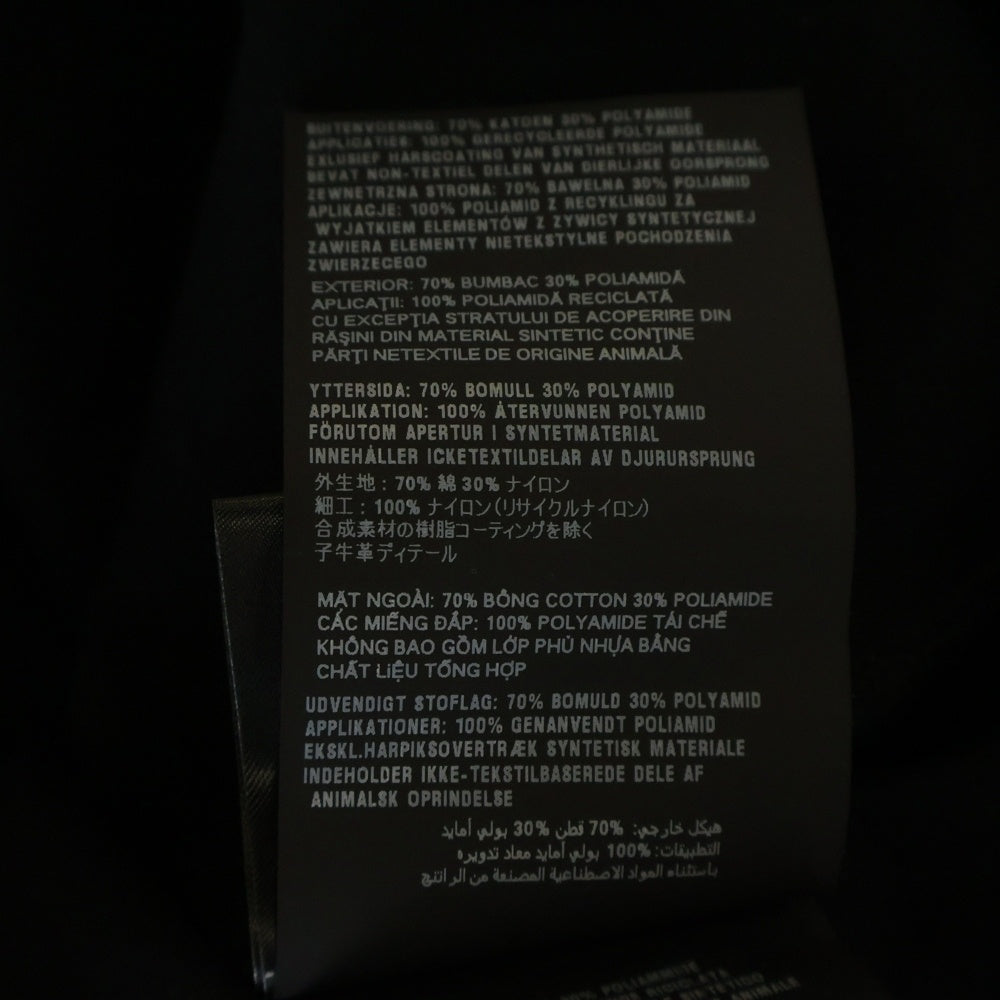 BUITENVOERING: 70% KATOEN 30% POLYAMIDE
APPLICATIES: 100% GERECYCLEERDE POLYAMIDE
EXLUSIEF HARSCOATING VAN SYNTHETISCH MATERIAAL
BEVAT NON-TEXTIEL DELEN VAN DIERLIJKE OORSPRONG
ZEWNETRZNA STRONA: 70% BAWELNA 30% POLIAMID
APLIKACJE: 100% POLIAMID Z RECYKLINGU ZA
WYJATKIEM ELEMENTÓW Z ZYWICY SYNTETYCZNEJ
ZAWIERA ELEMENTY NIETEKSTYLNE POCHODZENIA
ZWIERZECEGO
EXTERIOR: 70% BUMBAC 30% POLIAMIDĂ
APLICAŢII: 100% POLIAMIDĂ RECICLATĂ
CU EXCEPŢIA STRATULUI DE ACOPERIRE DIN
RĂŞINI DIN MATERIAL SINTETIC CONŢINE
PĂRŢI NETEXTILE DE ORIGINE ANIMALĂ
YTTERSIDA: 70% BOMULL 30% POLYAMID
APPLIKATION: 100% ÅTERVUNNEN POLYAMID
FÖRUTOM APERTUR I SYNTETMATERIAL
INNEHÅLLER ICKETEXTILDELAR AV DJURURSPRUNG
外生地：70% 綿 30% ナイロン
細工：100% ナイロン(リサイクルナイロン)
合成素材の樹脂コーティングを除く
子牛革ディテール
MẶT NGOÀI: 70% BÔNG COTTON 30% POLIAMIDE
CÁC MIẾNG ĐẮP: 100% POLYAMIDE TÁI CHẾ
KHÔNG BAO GỒM LỚP PHỦ NHỰA BẰNG
CHẤT LIỆU TỔNG HỢP
UDVENDIGT STOFLAG: 70% BOMULD 30% POLYAMID
APPLIKATIONER: 100% GENANVENDT POLIAMID
EKSKL.HARPIKSOVERTRÆK SYNTETISK MATERIALE
INDEHOLDER IKKE-TEKSTILBASEREDE DELE AF
ANIMALSK OPRINDELSE
هيكل خارجي: 70% قطن 30% بولي أمايد
التطبيقات: 100% بولي أمايد معاد تدويره
باستثناء المواد الاصطناعية المصنعة من الراتنج
POLIAMMIDE